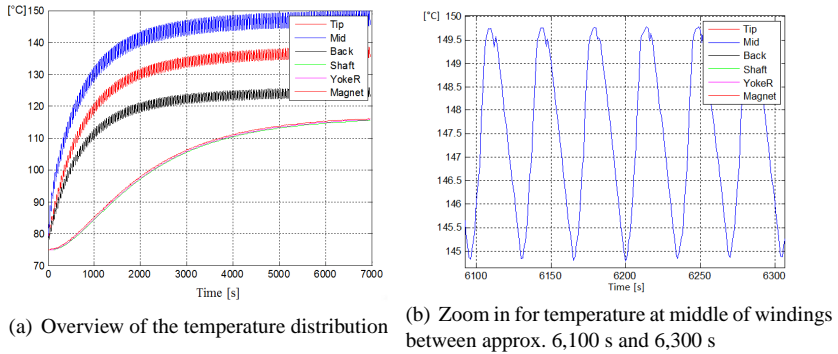 [°C]
150
140
130
120
110
100
90
80
70
0 1000 2000 3000 4000 5000 6000 7000
Time [s]
Tip
Mid
Back
Shaft
YokeR
Magnet
(a) Overview of the temperature distribution
[°C]
150
149.5
149
148.5
148
147.5
147
146.5
146
145.5
145
6100 6150 6200 6250 6300
Time [s]
Tip
Mid
Back
Shaft
YokeR
Magnet
(b) Zoom in for temperature at middle of windings
between approx. 6,100 s and 6,300 s